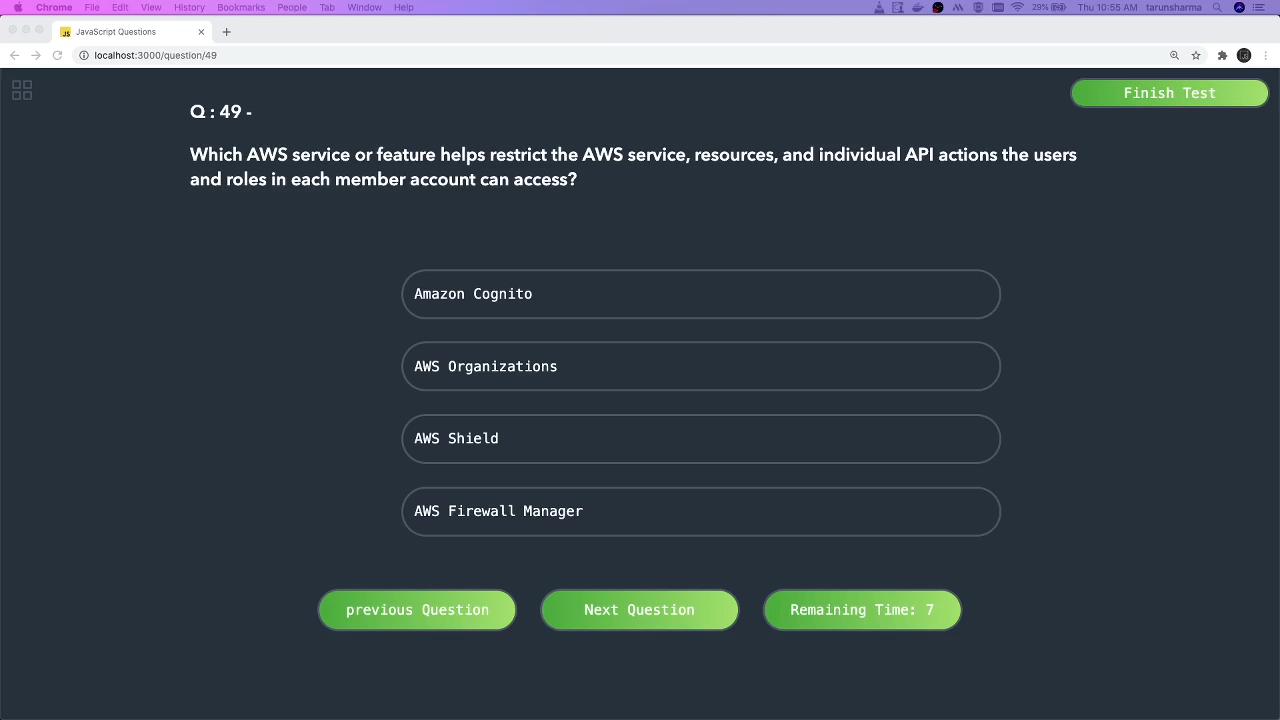 Chrome File Edit View History Bookmarks People Tab Window Help 29% Thu 10:55 AM tarunsharma
JS JavaScript Questions
localhost:3000/question/49
Finish Test
Q : 49 -
Which AWS service or feature helps restrict the AWS service, resources, and individual API actions the users
and roles in each member account can access?
Amazon Cognito
AWS Organizations
AWS Shield
AWS Firewall Manager
previous Question Next Question Remaining Time: 7